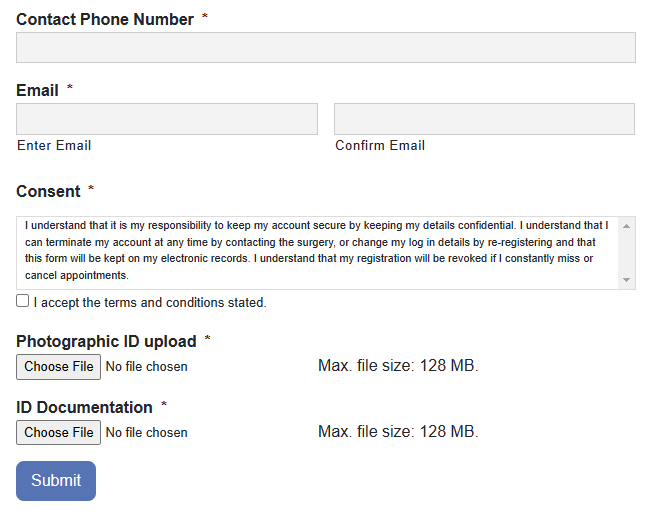 Contact Phone Number *
Email *
Enter Email Confirm Email
Consent *
I understand that it is my responsibility to keep my account secure by keeping my details confidential. I understand that I
can terminate my account at any time by contacting the surgery, or change my log in details by re-registering and that
this form will be kept on my electronic records. I understand that my registration will be revoked if I constantly miss or
cancel appointments.
I accept the terms and conditions stated.
Photographic ID upload *
Choose File No file chosen Max. file size: 128 MB.
ID Documentation *
Choose File No file chosen Max. file size: 128 MB.
Submit